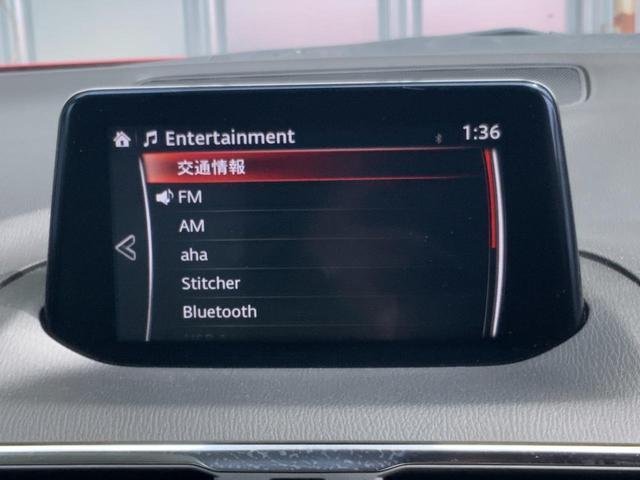 Entertainment 1:36
交通情報
FM
AM
aha
Stitcher
Bluetooth